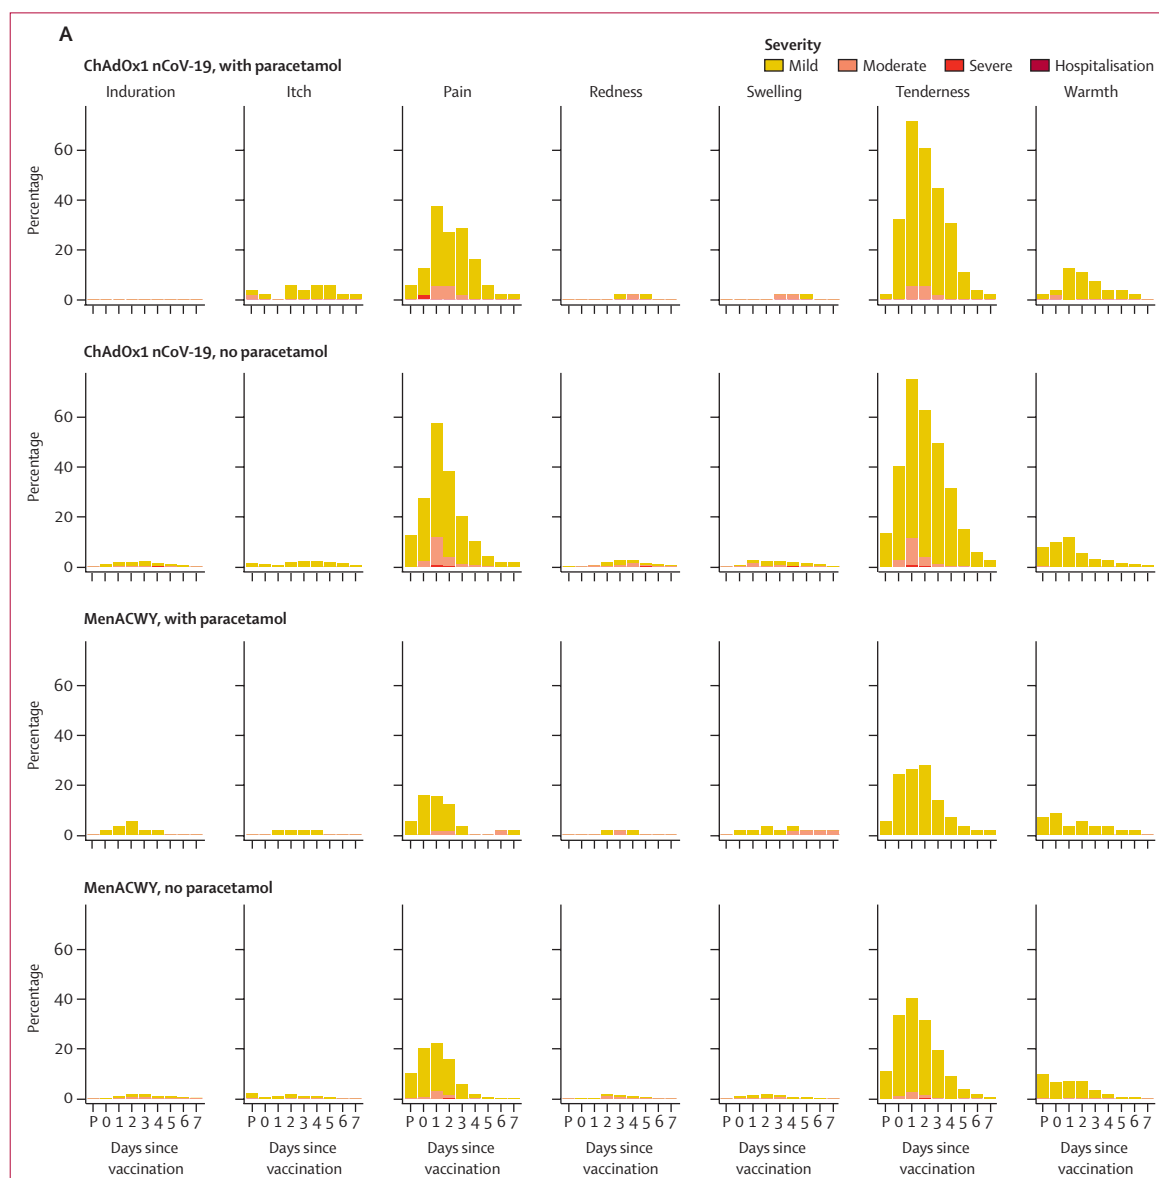 A
Severity
ChAdOx1 nCoV-19, with paracetamol
Mild Moderate Severe Hospitalisation
Induration Itch Pain Redness Swelling Tenderness Warmth
60
40
20
0
Percentage
ChAdOx1 nCoV-19, no paracetamol
60
40
20
0
Percentage
MenACWY, with paracetamol
60
40
20
0
Percentage
MenACWY, no paracetamol
60
40
20
0
Percentage
P 0 1 2 3 4 5 6 7 P 0 1 2 3 4 5 6 7 P 0 1 2 3 4 5 6 7 P 0 1 2 3 4 5 6 7 P 0 1 2 3 4 5 6 7 P 0 1 2 3 4 5 6 7 P 0 1 2 3 4 5 6 7
Days since Days since Days since Days since Days since Days since Days since
vaccination vaccination vaccination vaccination vaccination vaccination vaccination